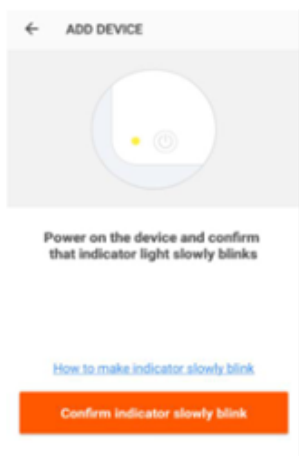 ADD DEVICE
Power on the device and confirm
that indicator light slowly blinks
How to make indicator slowly blink
Confirm indicator slowly blink